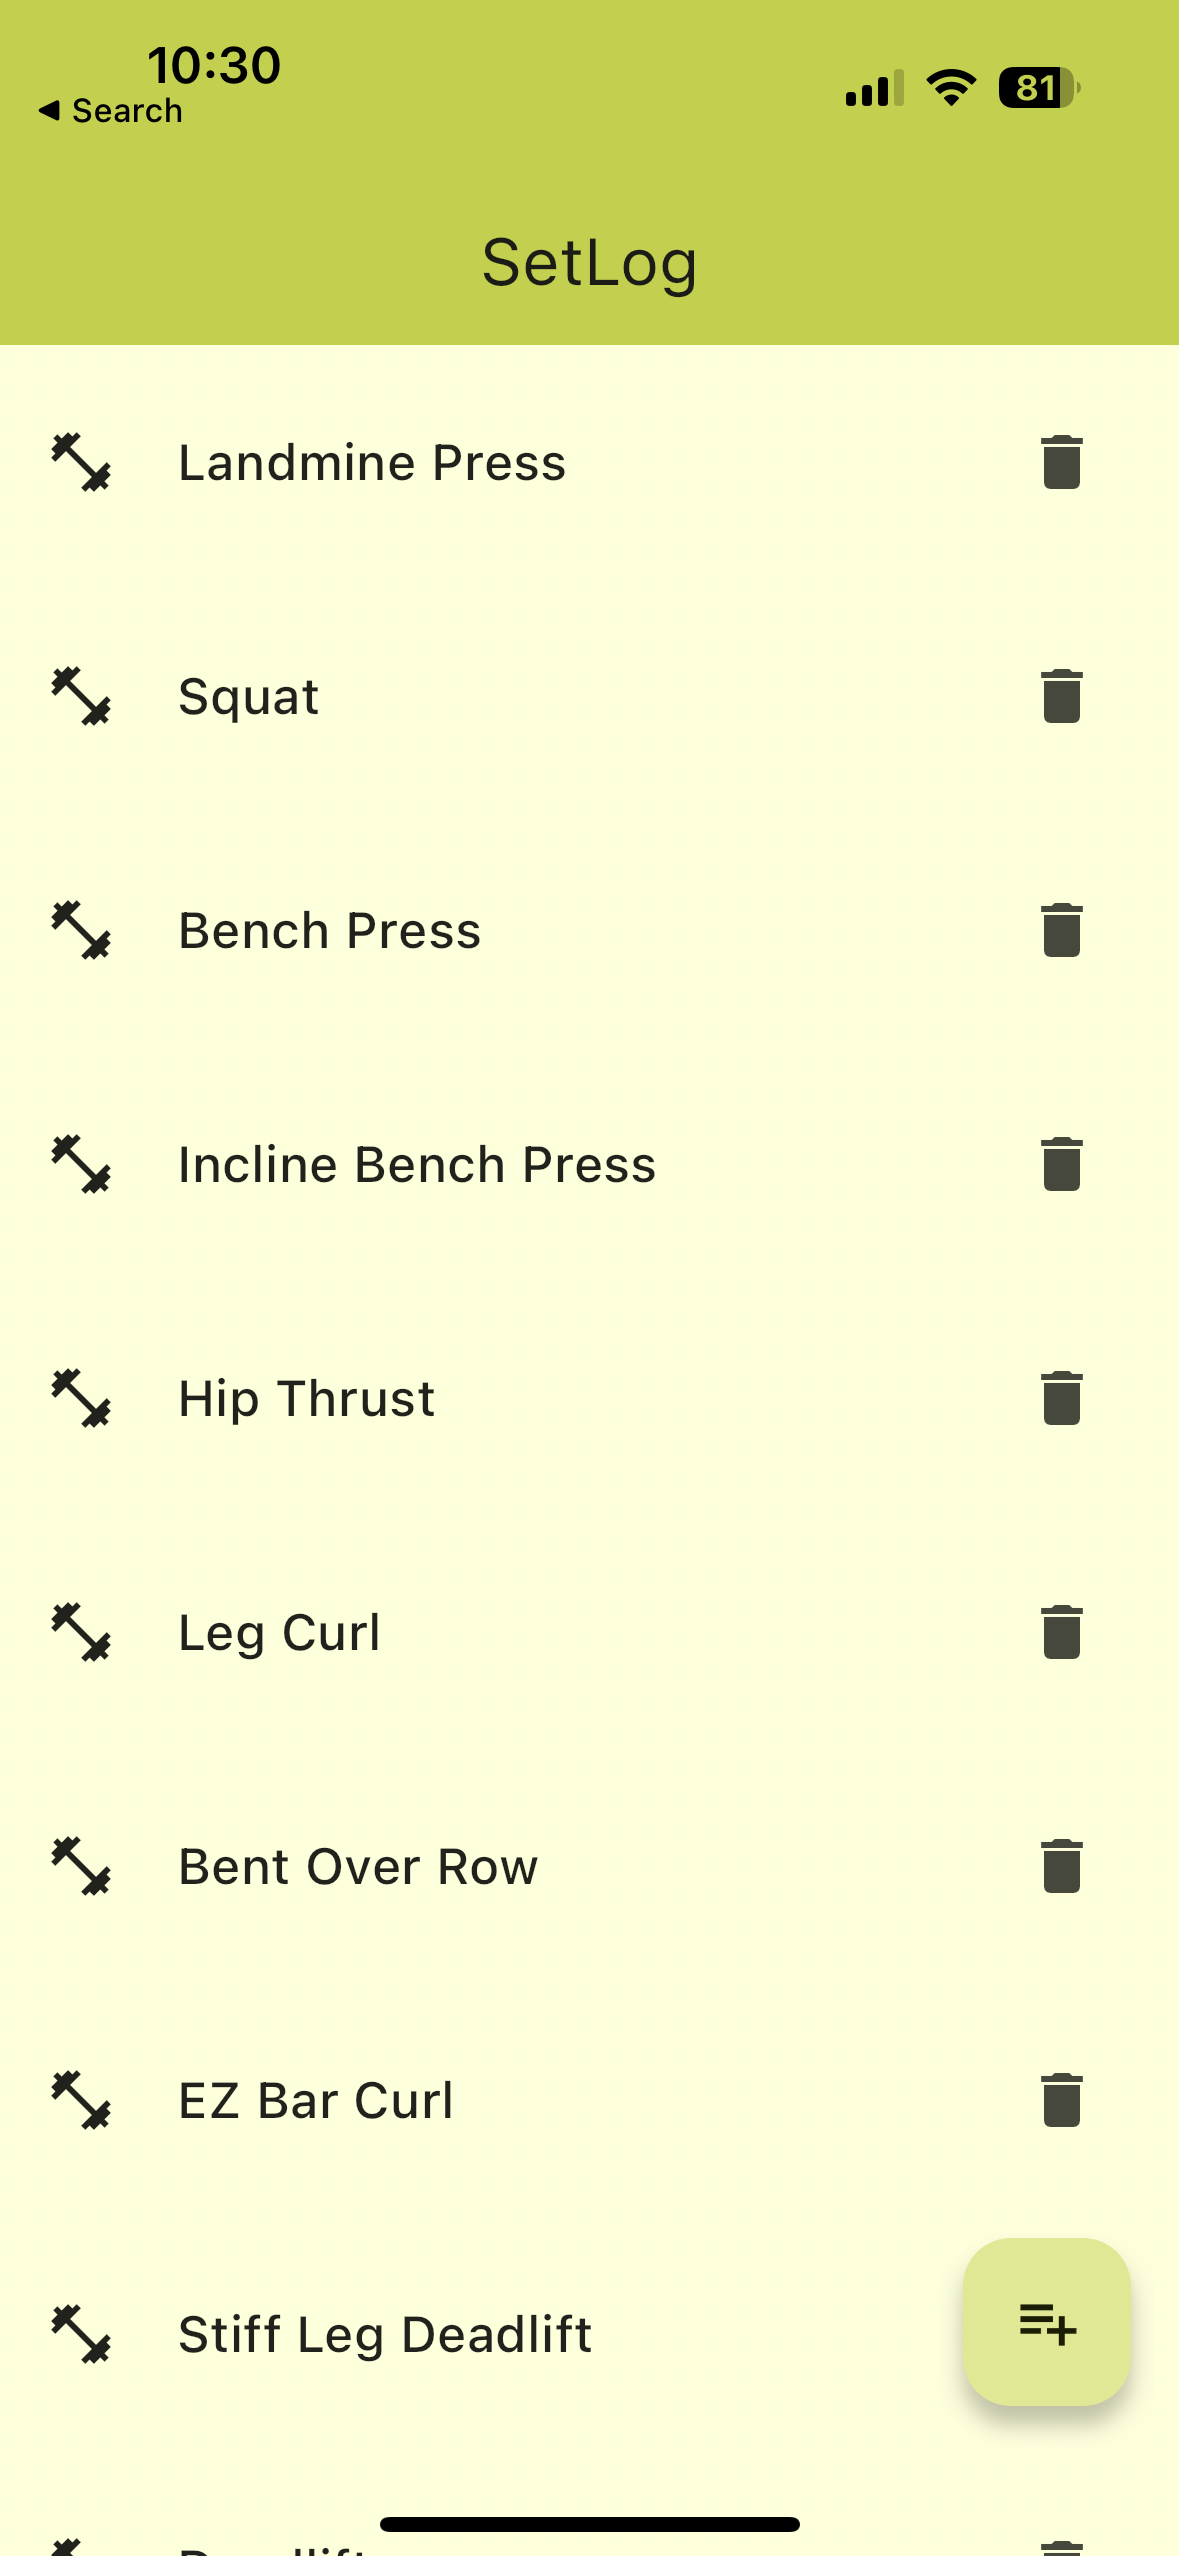 10:30
Search
81
SetLog
Landmine Press
Squat
Bench Press
Incline Bench Press
Hip Thrust
Leg Curl
Bent Over Row
EZ Bar Curl
Stiff Leg Deadlift
Deadlift